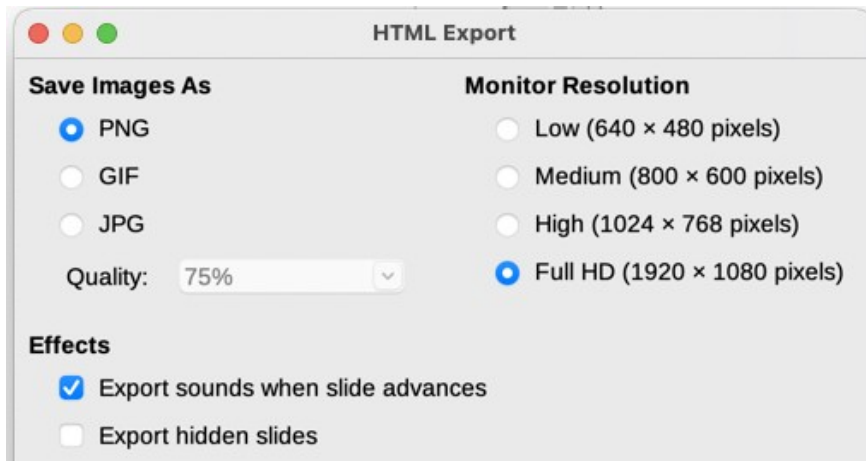 HTML Export
Save Images As
PNG
GIF
JPG
Quality: 75%
Monitor Resolution
Low (640 × 480 pixels)
Medium (800 × 600 pixels)
High (1024 × 768 pixels)
Full HD (1920 × 1080 pixels)
Effects
Export sounds when slide advances
Export hidden slides